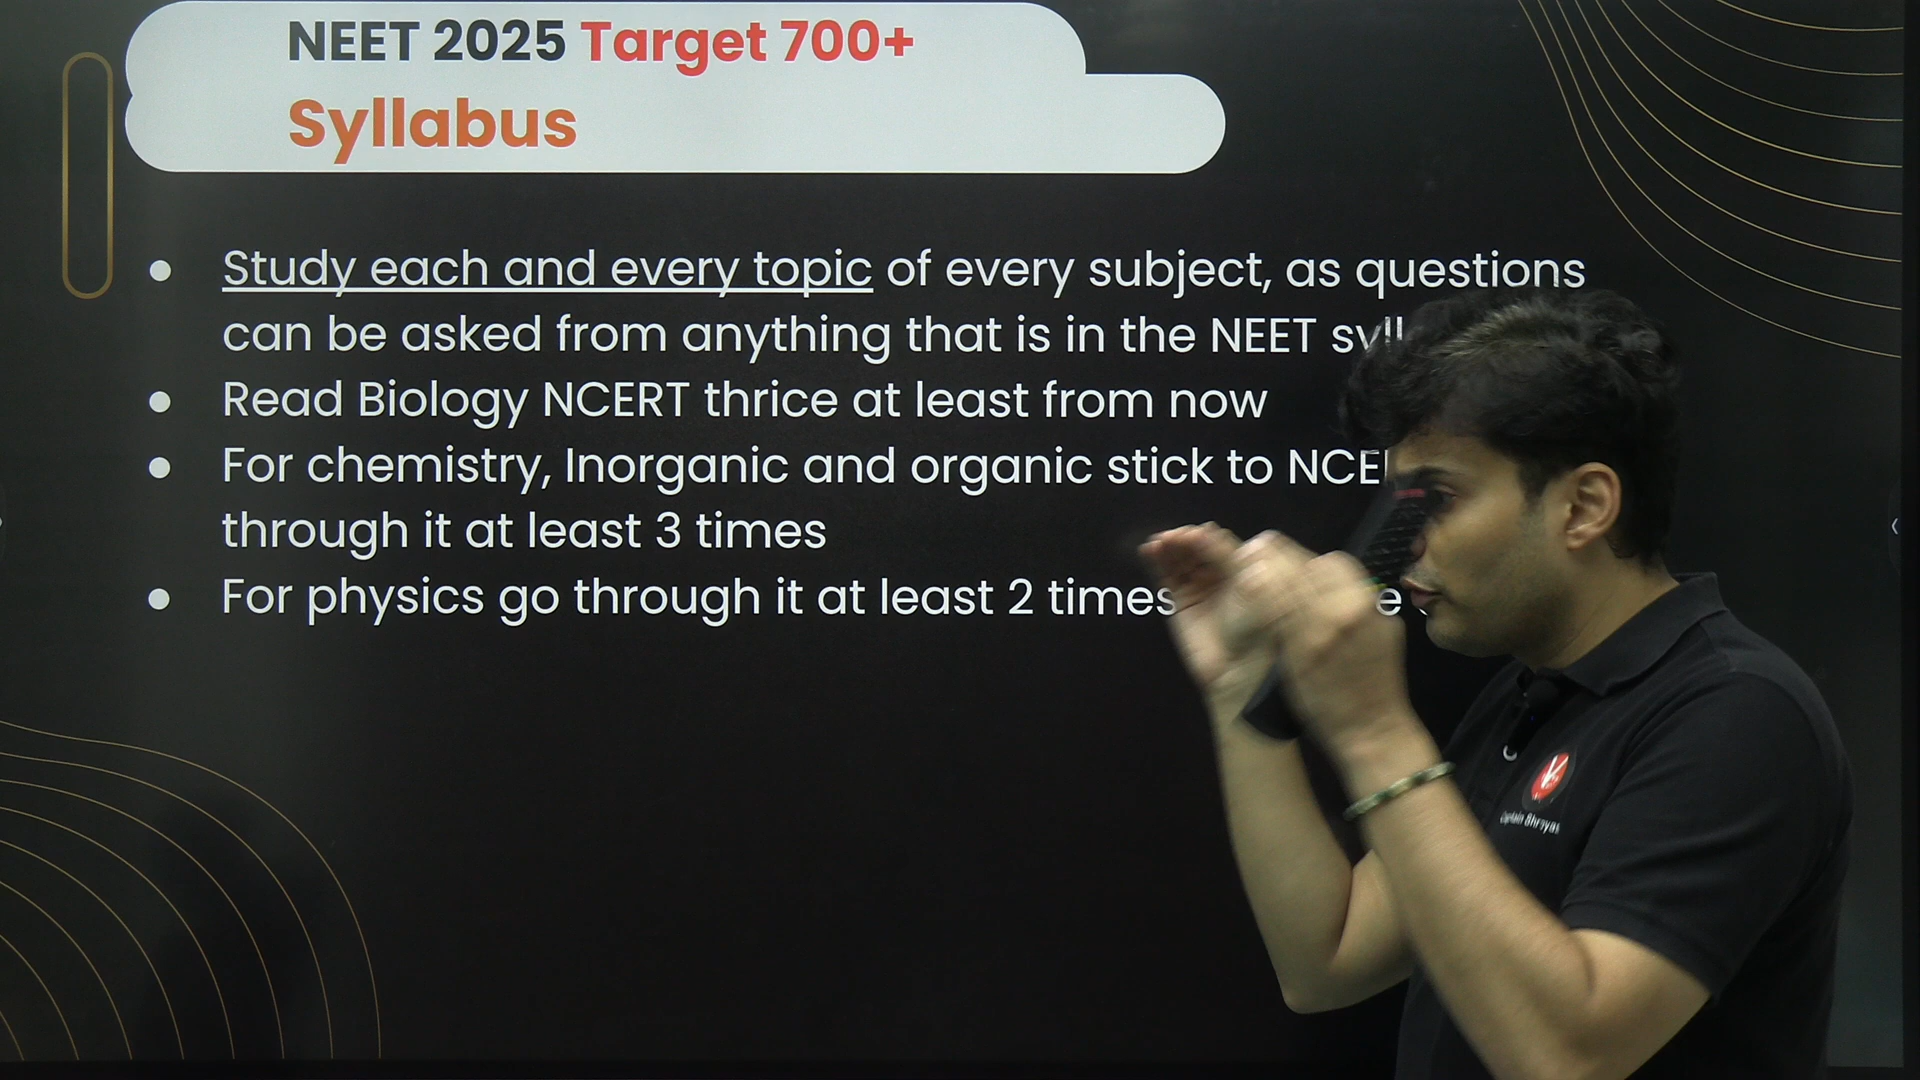 NEET 2025 Target 700+
Syllabus
Study each and every topic of every subject, as questions
can be asked from anything that is in the NEET
Read Biology NCERT thrice at least from now
For chemistry, Inorganic and organic stick to
through it at least 3 times
For physics go through it at least 2 times
Captain Shreyas